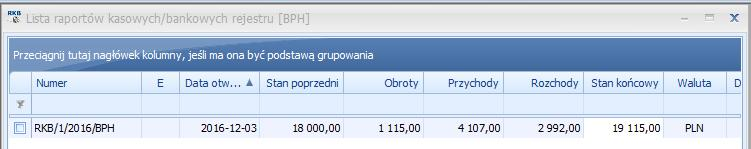 RKB Lista raportów kasowych/bankowych rejestru [BPH]
Przeciągnij tutaj nagłówek kolumny, jeśli ma ona być podstawą grupowania
Numer E Data otw... Stan poprzedni Obroty Przychody Rozchody Stan końcowy Waluta D
RKB/1/2016/BPH 2016-12-03 18 000,00 1 115,00 4 107,00 2 992,00 19 115,00 PLN